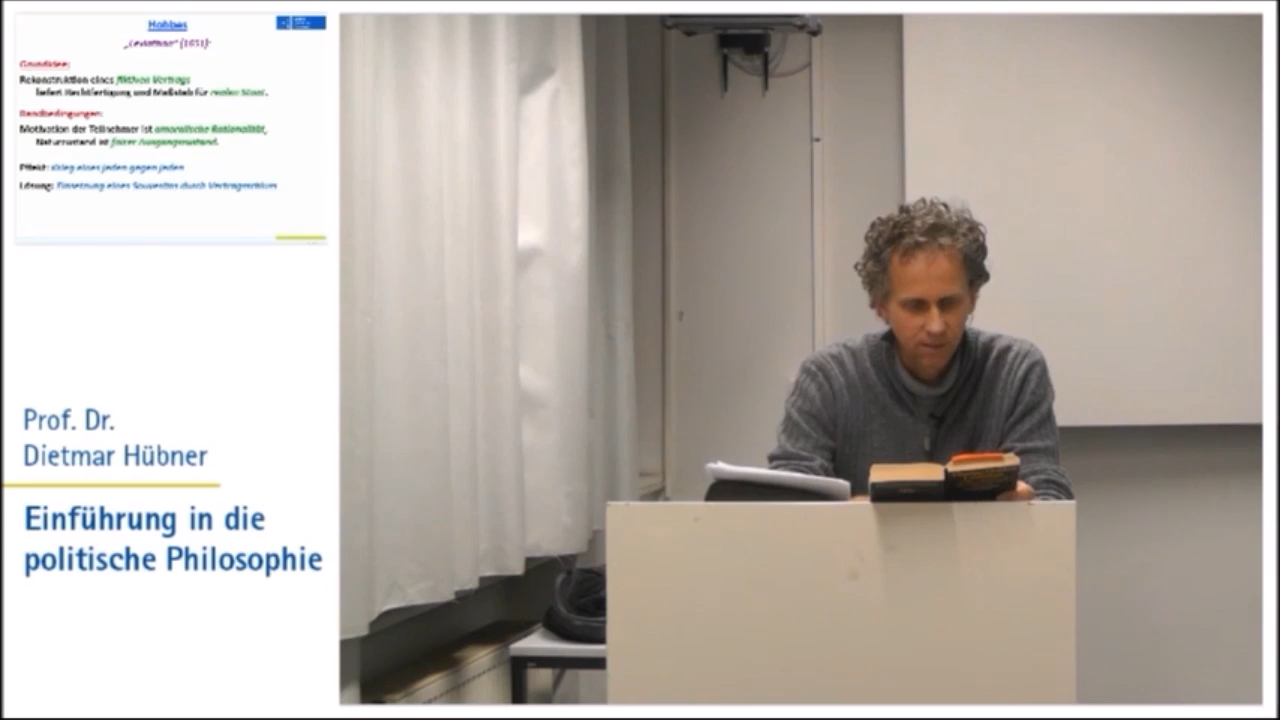 Hobbes
„Leviathan“ (1651):
Grundidee:
Rekonstruktion eines fiktiven Vertrags
liefert Rechtfertigung und Maßstab für realen Staat.
Randbedingungen:
Motivation der Teilnehmer ist amoralische Rationalität,
Naturzustand ist fairer Ausgangszustand.
Effekt: Krieg eines jeden gegen jeden
Lösung: Einsetzung eines Souveräns durch Vertragsschluss
Prof. Dr.
Dietmar Hübner
Einführung in die
politische Philosophie